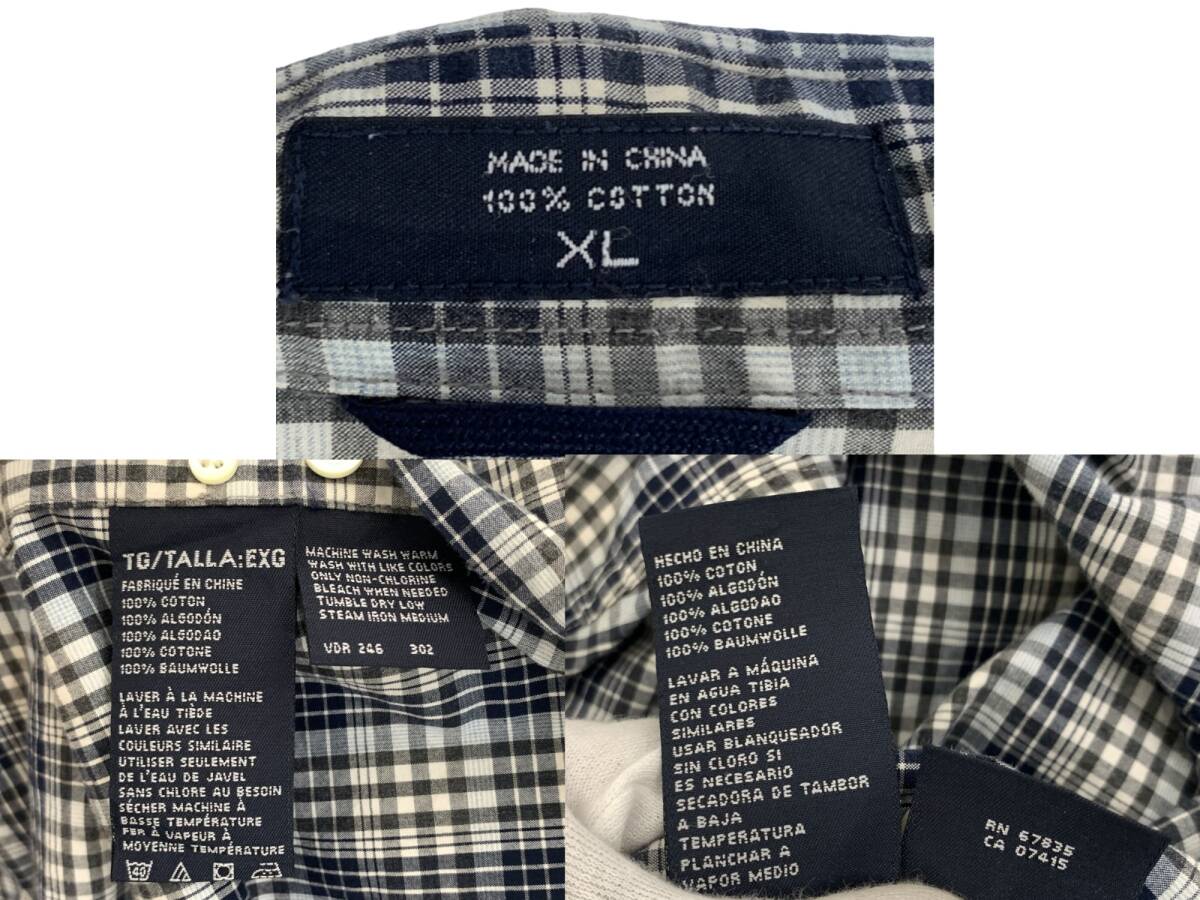 MADE IN CHINA
100% COTTON
XL
TG/TALLA:EXG
FABRIQUÉ EN CHINE
100% COTON
100% ALGODÓN
100% ALGODAO
100% COTONE
100% BAUMWOLLE
LAVER À LA MACHINE
À L'EAU TIÈDE
LAVER AVEC LES
COULEURS SIMILAIRE
UTILISER SEULEMENT
DE L'EAU DE JAVEL
SANS CHLORE AU BESOIN
SÉCHER MACHINE À
BASSE TEMPÉRATURE
FER À VAPEUR À
MOYENNE TEMPÉRATURE
40
MACHINE WASH WARM
WASH WITH LIKE COLORS
ONLY NON-CHLORINE
BLEACH WHEN NEEDED
TUMBLE DRY LOW
STEAM IRON MEDIUM
VDR 246 302
HECHO EN CHINA
100% COTON,
100% ALGODÓN
100% ALGODAO
100% COTONE
100% BAUMWOLLE
LAVAR A MÁQUINA
EN AGUA TIBIA
CON COLORES
SIMILARES
USAR BLANQUEADOR
SIN CLORO SI
ES NECESARIO
SECADORA DE TAMBOR
A BAJA
TEMPERATURA
PLANCHAR A
VAPOR MEDIO
RN 67835
CA 07415